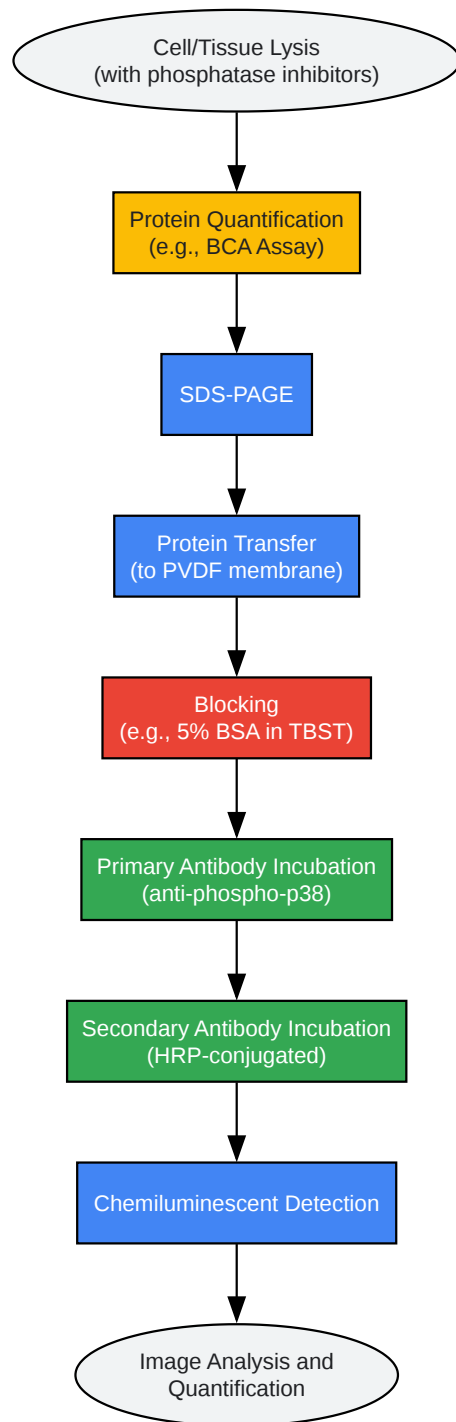 Cell/Tissue Lysis
(with phosphatase inhibitors)
Protein Quantification
(e.g., BCA Assay)
SDS-PAGE
Protein Transfer
(to PVDF membrane)
Blocking
(e.g., 5% BSA in TBST)
Primary Antibody Incubation
(anti-phospho-p38)
Secondary Antibody Incubation
(HRP-conjugated)
Chemiluminescent Detection
Image Analysis and
Quantification